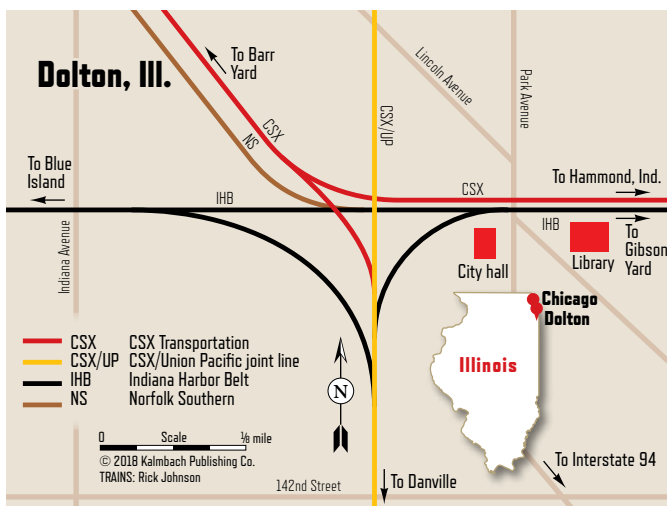 Dolton, Ill.
To Barr
Yard
Lincoln Avenue
Park Avenue
CSX/UP
CSX
NS
To Blue
Island
IHB
CSX
To Hammond, Ind.
IHB
To
Gibson
Yard
Indiana Avenue
City hall
Library
Chicago
Dolton
Illinois
CSX CSX Transportation
CSX/UP CSX/Union Pacific joint line
IHB Indiana Harbor Belt
NS Norfolk Southern
N
0 Scale ⅛ mile
© 2018 Kalmbach Publishing Co.
TRAINS: Rick Johnson
142nd Street
To Danville
To Interstate 94